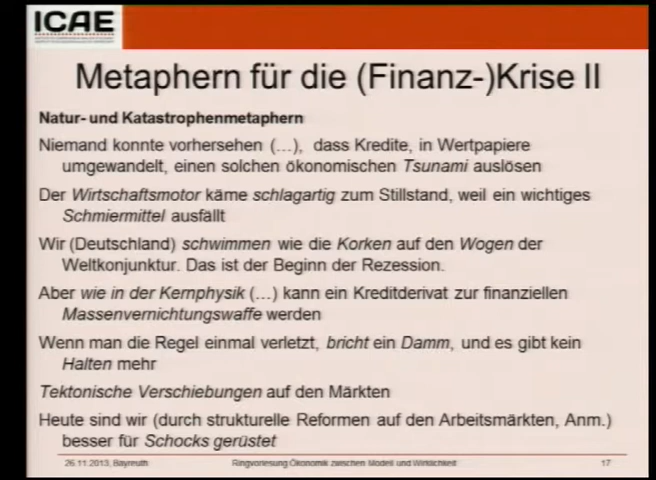 ICAE
Metaphern für die (Finanz-)Krise II
Natur- und Katastrophenmetaphern
Niemand konnte vorhersehen (…), dass Kredite, in Wertpapiere
umgewandelt, einen solchen ökonomischen Tsunami auslösen
Der Wirtschaftsmotor käme schlagartig zum Stillstand, weil ein wichtiges
Schmiermittel ausfällt
Wir (Deutschland) schwimmen wie die Korken auf den Wogen der
Weltkonjunktur. Das ist der Beginn der Rezession.
Aber wie in der Kernphysik (…) kann ein Kreditderivat zur finanziellen
Massenvernichtungswaffe werden
Wenn man die Regel einmal verletzt, bricht ein Damm, und es gibt kein
Halten mehr
Tektonische Verschiebungen auf den Märkten
Heute sind wir (durch strukturelle Reformen auf den Arbeitsmärkten, Anm.)
besser für Schocks gerüstet
26.11.2013, Bayreuth Ringvorlesung Ökonomik zwischen Modell und Wirklichkeit 17